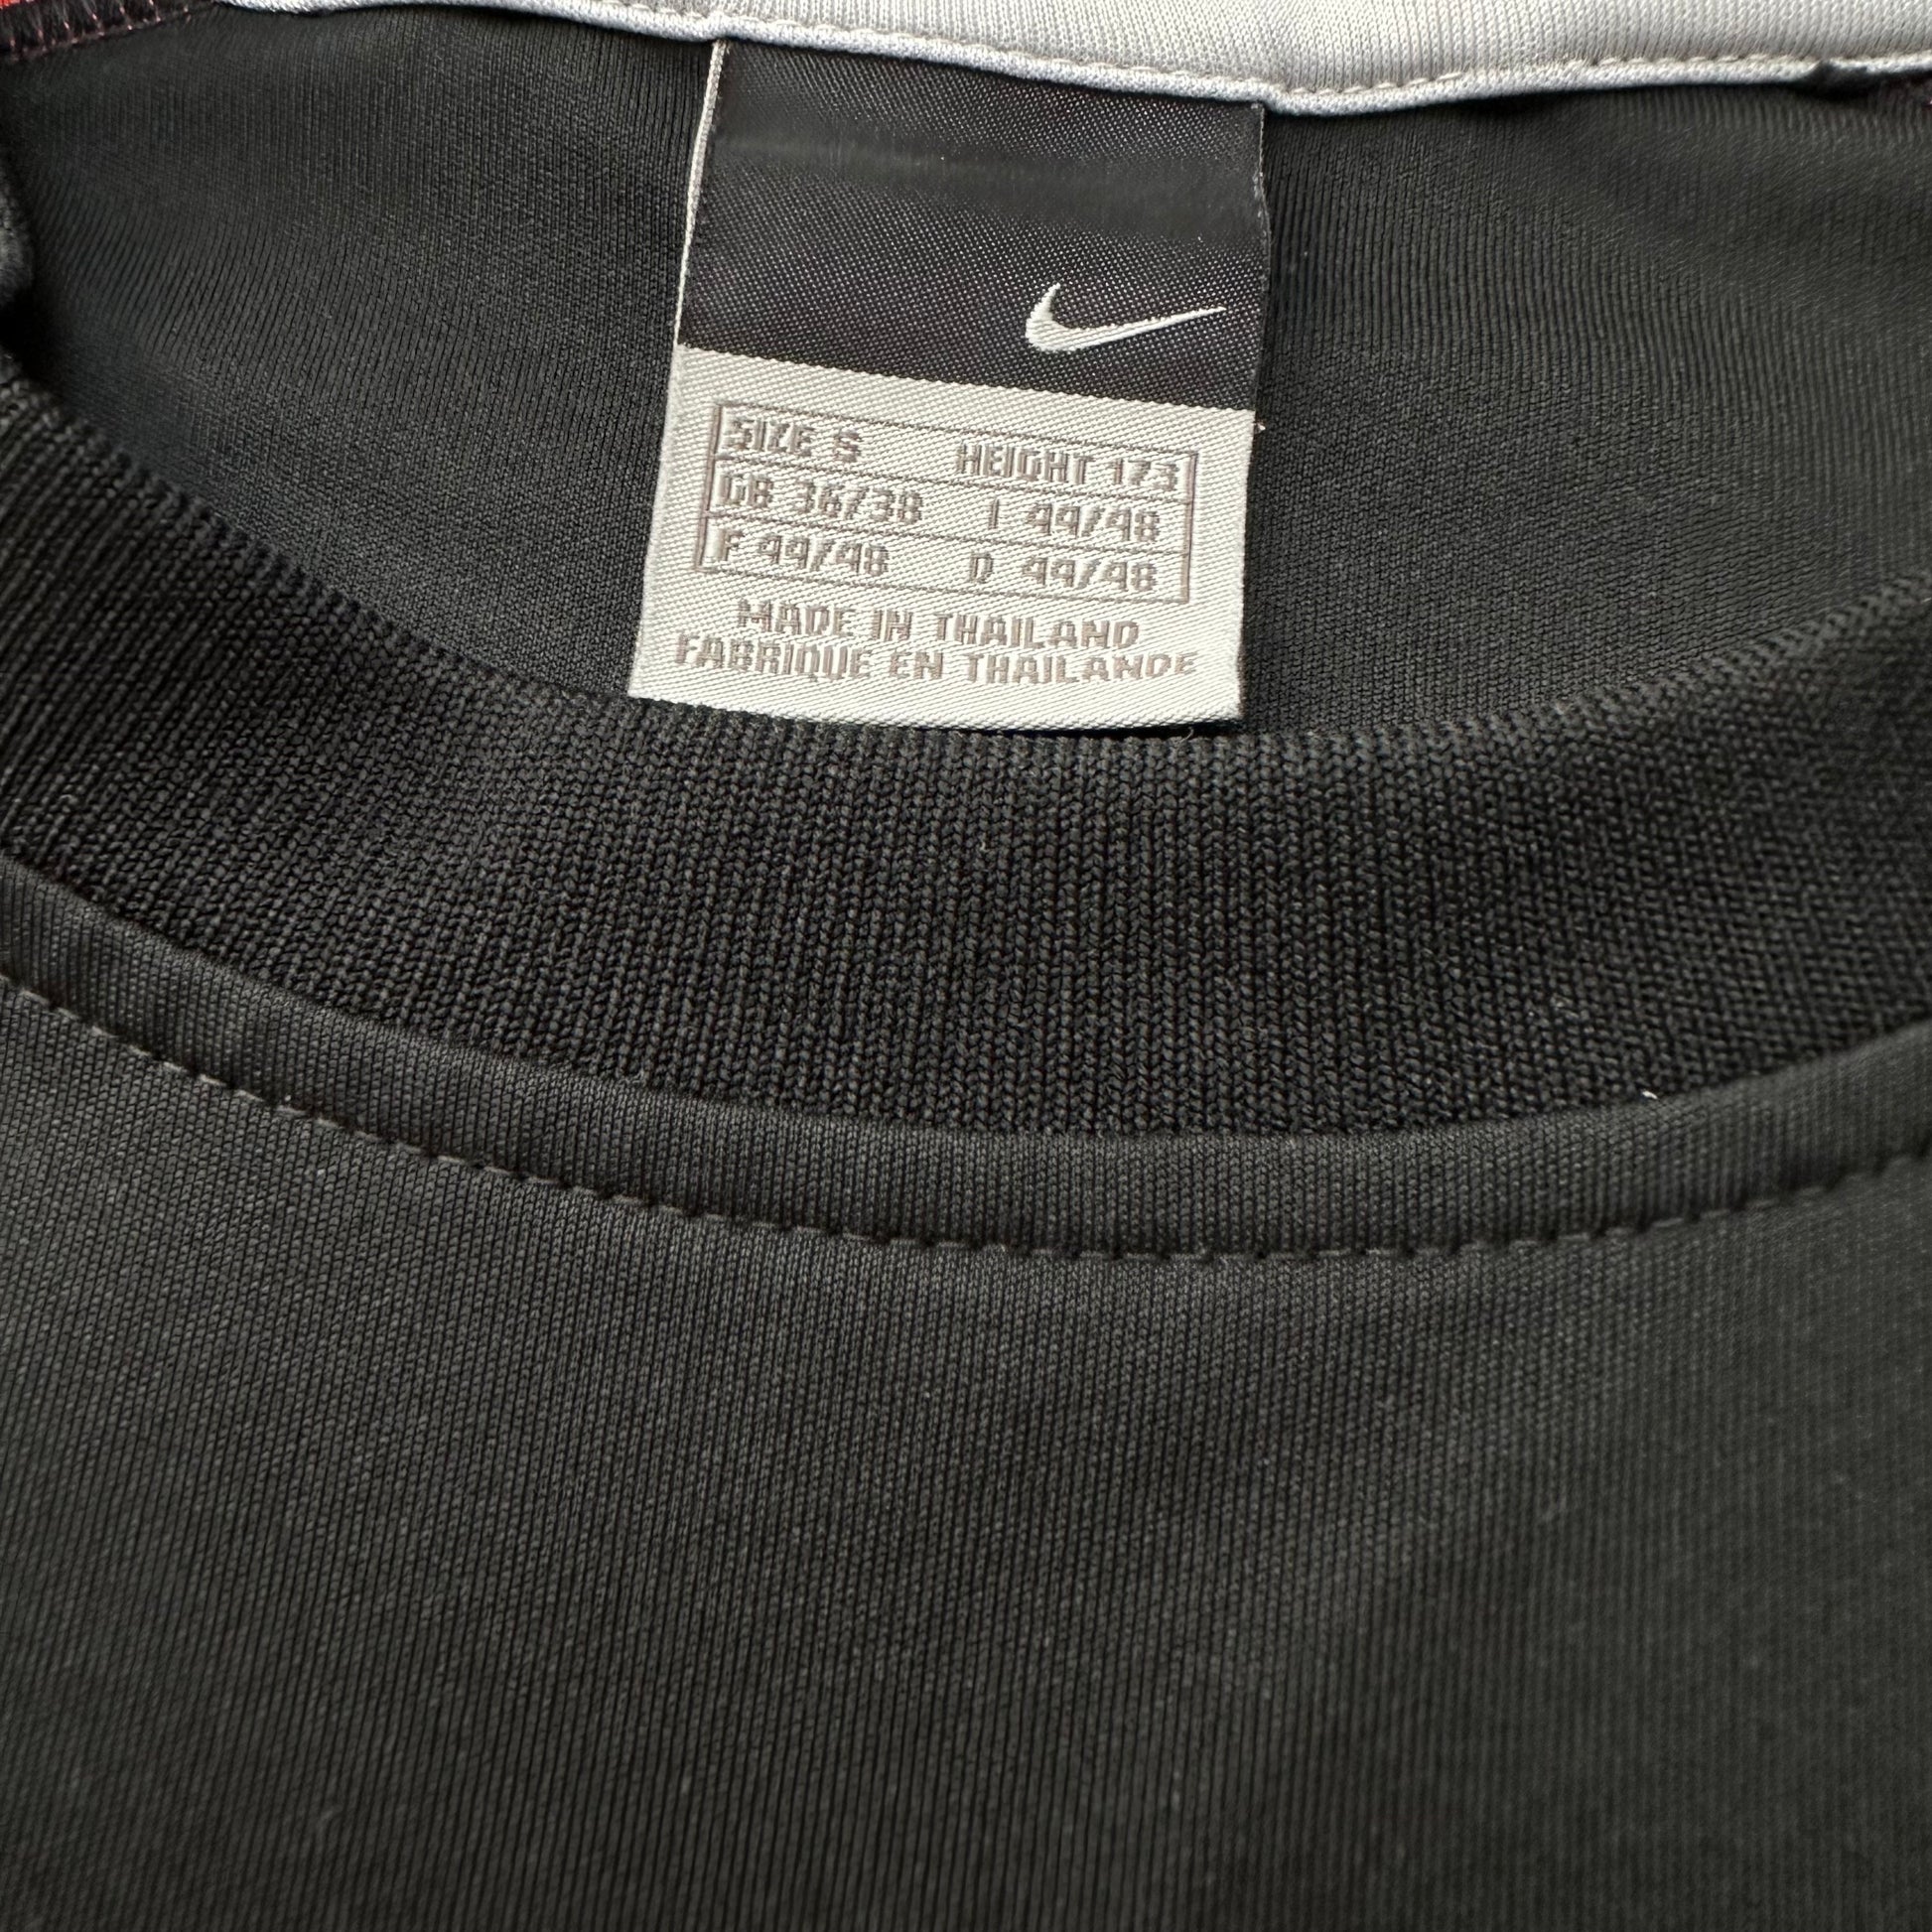 SIZE S HEIGHT 173
GB 36/38 I 44/48
F 44/48 D 44/48
MADE IN THAILAND
FABRIQUE EN THAILANDE